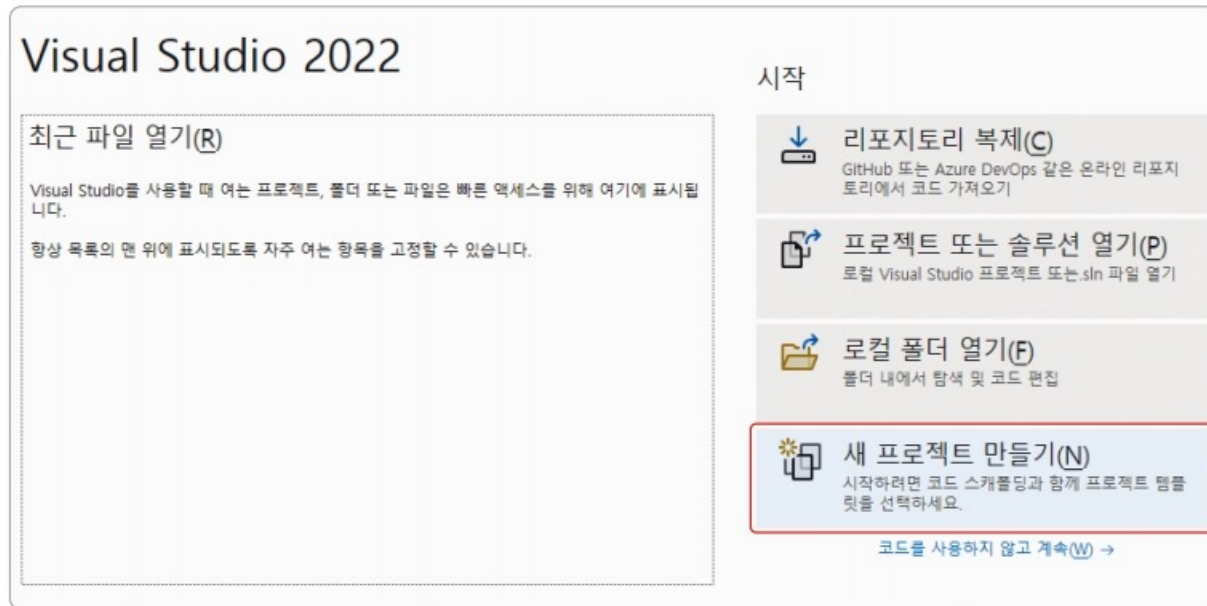 Visual Studio 2022
최근 파일 열기(R)
Visual Studio를 사용할 때 여는 프로젝트, 폴더 또는 파일은 빠른 액세스를 위해 여기에 표시됩
니다.
항상 목록의 맨 위에 표시되도록 자주 여는 항목을 고정할 수 있습니다.
시작
리포지토리 복제(C)
GitHub 또는 Azure DevOps 같은 온라인 리포지
토리에서 코드 가져오기
프로젝트 또는 솔루션 열기(P)
로컬 Visual Studio 프로젝트 또는.sln 파일 열기
로컬 폴더 열기(F)
폴더 내에서 탐색 및 코드 편집
새 프로젝트 만들기(N)
시작하려면 코드 스캐폴딩과 함께 프로젝트 템플
릿을 선택하세요.
코드를 사용하지 않고 계속(W) →